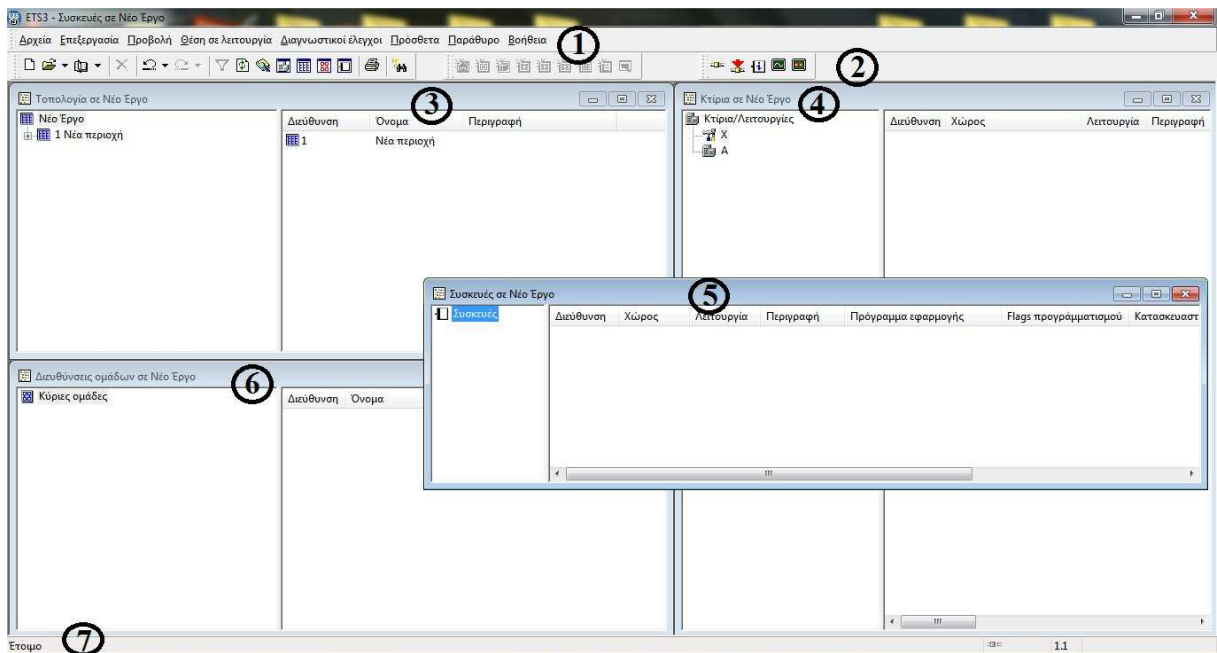 ETS3 - Συσκευές σε Νέο Έργο
Αρχεία Επεξεργασία Προβολή Θέση σε λειτουργία Διαγνωστικοί έλεγχοι Πρόσθετα Παράθυρο Βοήθεια
1
2
Τοπολογία σε Νέο Έργο
3
Νέο Έργο
1 Νέα περιοχή
Διεύθυνση Όνομα Περιγραφή
1 Νέα περιοχή
Κτίρια σε Νέο Έργο
4
Κτίρια/Λειτουργίες
X
A
Διεύθυνση Χώρος Λειτουργία Περιγραφή
Συσκευές σε Νέο Έργο
5
Συσκευές
Διεύθυνση Χώρος Λειτουργία Περιγραφή Πρόγραμμα εφαρμογής Flags προγράμματισμού Κατασκευαστ
Διευθύνσεις ομάδων σε Νέο Έργο
6
Κύριες ομάδες
Διεύθυνση Όνομα
Έτοιμο
7
1.1